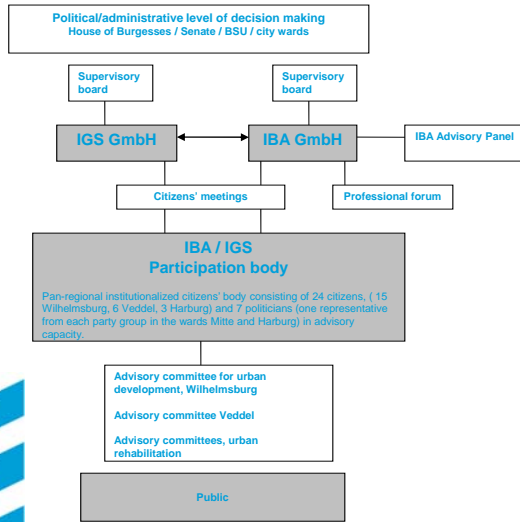 Political/administrative level of decision making
House of Burgesses / Senate / BSU / city wards
Supervisory
board
Supervisory
board
IGS GmbH
IBA GmbH
IBA Advisory Panel
Citizens' meetings
Professional forum
IBA / IGS
Participation body
Pan-regional institutionalized citizens' body consisting of 24 citizens, ( 15
Wilhelmsburg, 6 Veddel, 3 Harburg) and 7 politicians (one representative
from each party group in the wards Mitte and Harburg) in advisory
capacity.
Advisory committee for urban
development, Wilhelmsburg
Advisory committee Veddel
Advisory committees, urban
rehabilitation
Public